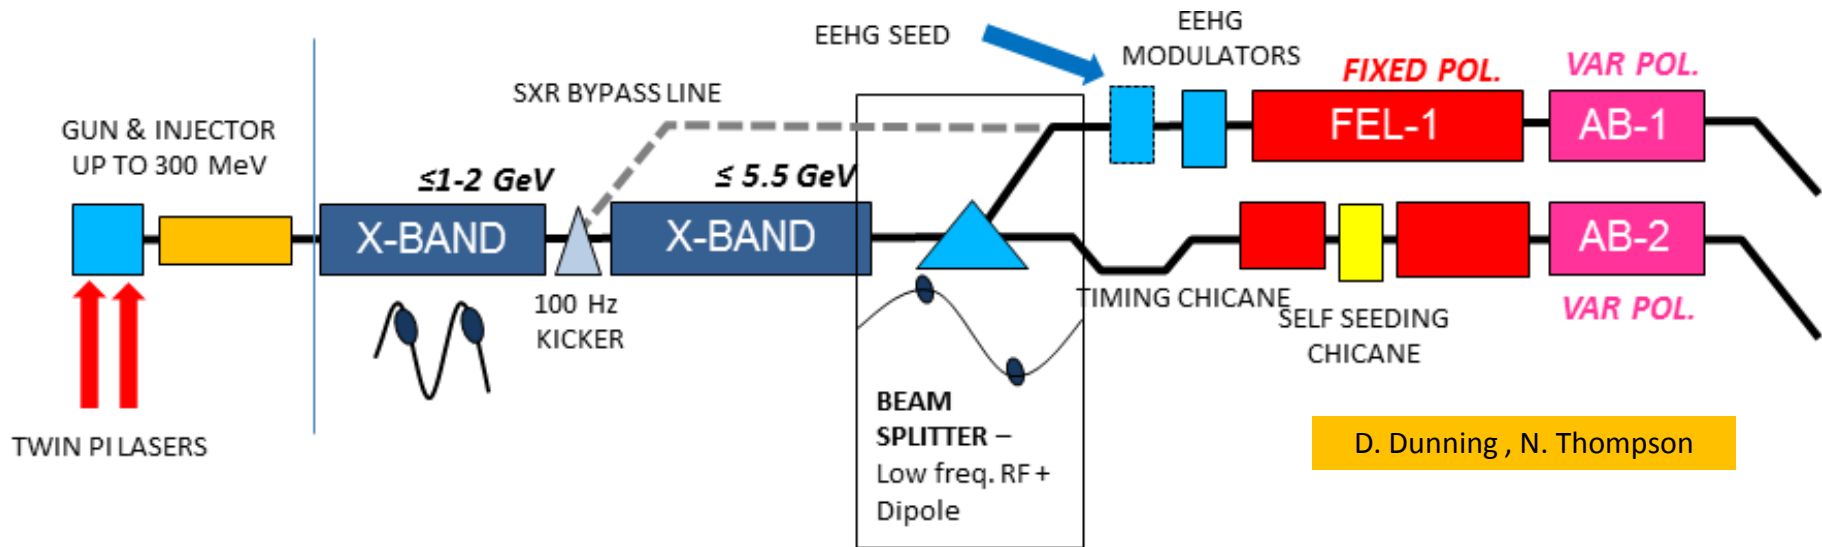 EEHG SEED
EEHG
MODULATORS
SXR BYPASS LINE
FIXED POL.
VAR POL.
GUN & INJECTOR
UP TO 300 MeV
≤1-2 GeV
≤ 5.5 GeV
FEL-1
AB-1
X-BAND
X-BAND
AB-2
100 Hz
KICKER
TIMING CHICANE
SELF SEEDING
CHICANE
VAR POL.
TWIN PI LASERS
BEAM
SPLITTER –
Low freq. RF +
Dipole
D. Dunning , N. Thompson